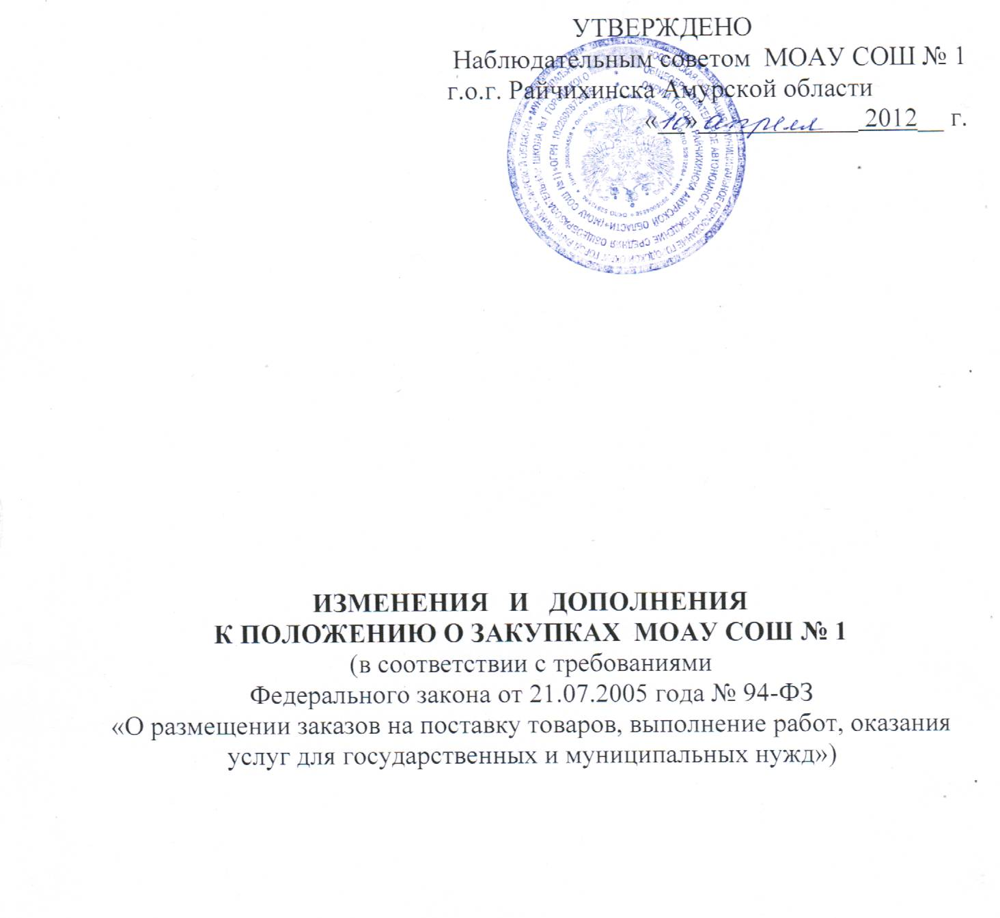 УТВЕРЖДЕНО
Наблюдательным советом МОАУ СОШ № 1
г.о.г. Райчихинска Амурской области
«10» апреля 2012 г.
ИЗМЕНЕНИЯ И ДОПОЛНЕНИЯ
К ПОЛОЖЕНИЮ О ЗАКУПКАХ МОАУ СОШ № 1
(в соответствии с требованиями
Федерального закона от 21.07.2005 года № 94-ФЗ
«О размещении заказов на поставку товаров, выполнение работ, оказания
услуг для государственных и муниципальных нужд»)